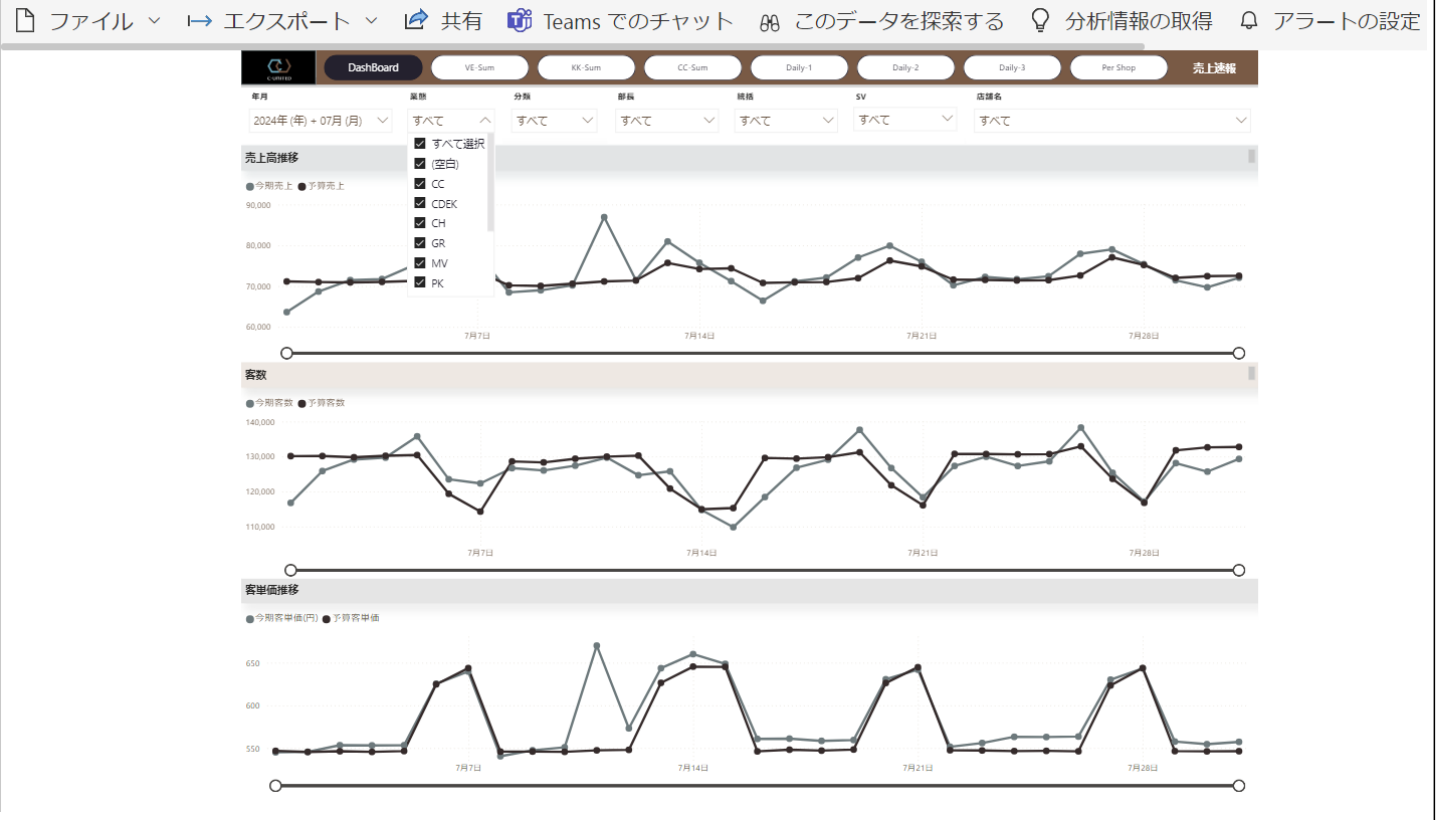 ファイル エクスポート 共有 Teams でのチャット このデータを探索する 分析情報の取得 アラートの設定
C-UNITED DashBoard VE-Sum KK-Sum CC-Sum Daily-1 Daily-2 Daily-3 Per Shop 売上速報
年月 業態 分類 部長 統括 SV 店舗名
2024年 (年) + 07月 (月) すべて すべて すべて すべて すべて すべて
すべて選択
(空白)
CC
CDEK
CH
GR
MV
PK
売上高推移
今期売上 予算売上
90,000
80,000
70,000
60,000
7月7日 7月14日 7月21日 7月28日
客数
今期客数 予算客数
140,000
130,000
120,000
110,000
7月7日 7月14日 7月21日 7月28日
客単価推移
今期客単価(円) 予算客単価
650
600
550
7月7日 7月14日 7月21日 7月28日